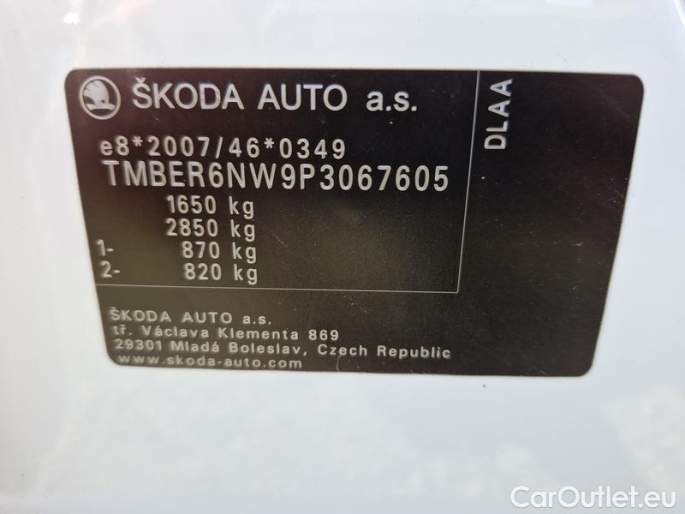 ŠKODA AUTO a.s.
DLAA
e8*2007/46*0349
TMBER6NW9P3067605
1650 kg
2850 kg
1- 870 kg
2- 820 kg
ŠKODA AUTO a.s.
tř. Václava Klementa 869
29301 Mladá Boleslav, Czech Republic
www.skoda-auto.com
CarOutlet.eu